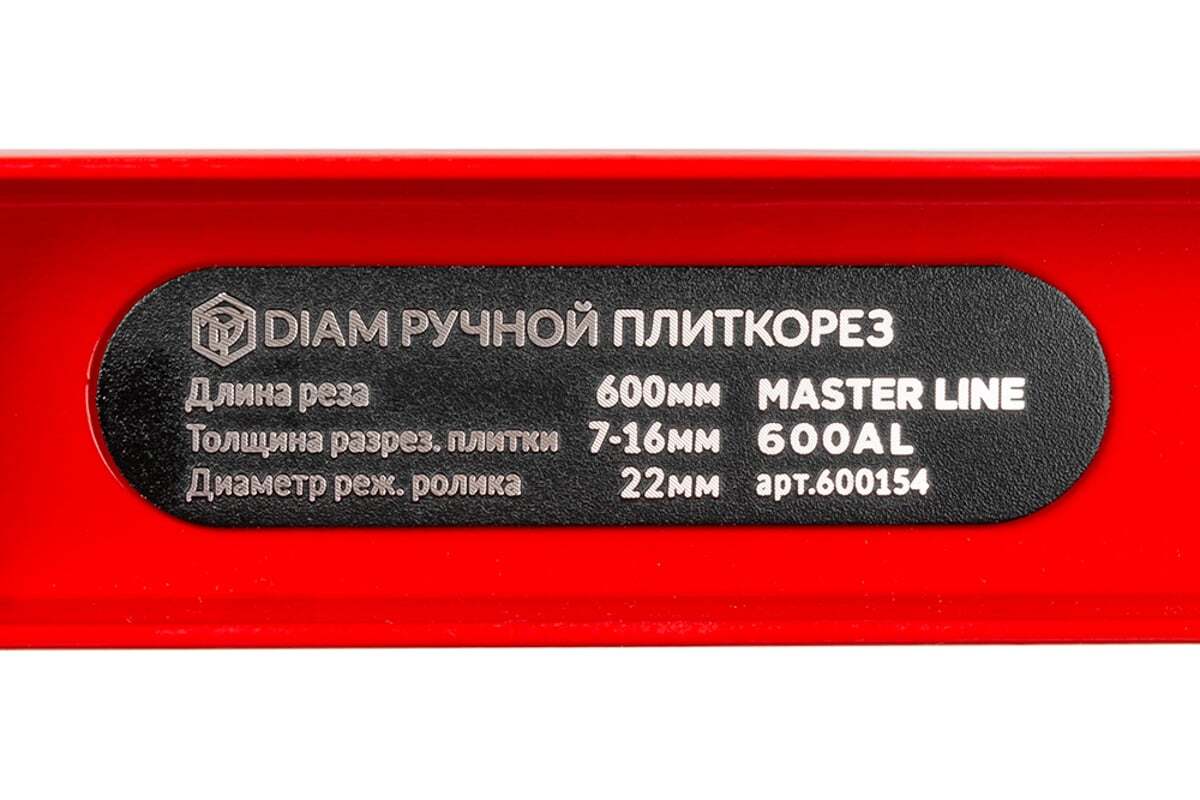 DIAM РУЧНОЙ ПЛИТКОРЕЗ
Длина реза 600мм MASTER LINE
Толщина разрез. плитки 7-16мм 600AL
Диаметр реж. ролика 22мм арт.600154